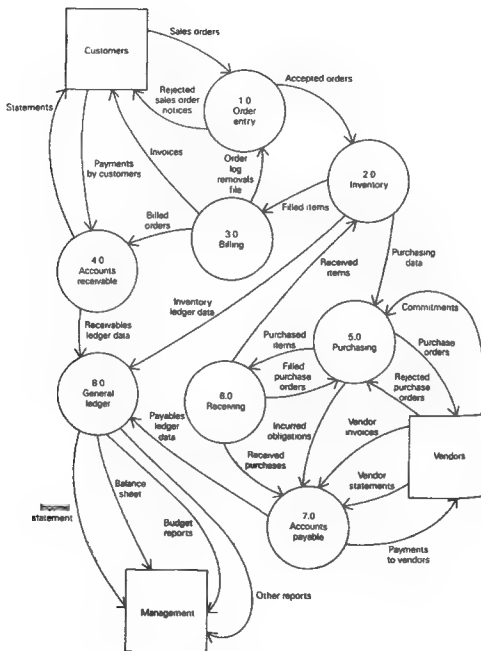 Sales orders
Customers
Accepted orders
Rejected
sales order
notices
1 0
Order
entry
Statements
Invoices
Order
log
removals
file
2 0
Inventory
Payments
by customers
Filled items
Billed
orders
3 0
Billing
4 0
Accounts
receivable
Received
items
Purchasing
data
Inventory
ledger data
Commitments
Receivables
ledger data
Purchased
items
5.0
Purchasing
Purchase
orders
Filled
purchase
orders
Rejected
purchase
orders
8.0
General
ledger
6.0
Receiving
Payables
ledger
data
Incurred
obligations
Vendor
invoices
Vendors
Received
purchases
Balance
sheet
Vendor
statements
statement
Budget
reports
7.0
Accounts
payable
Payments
to vendors
Other reports
Management